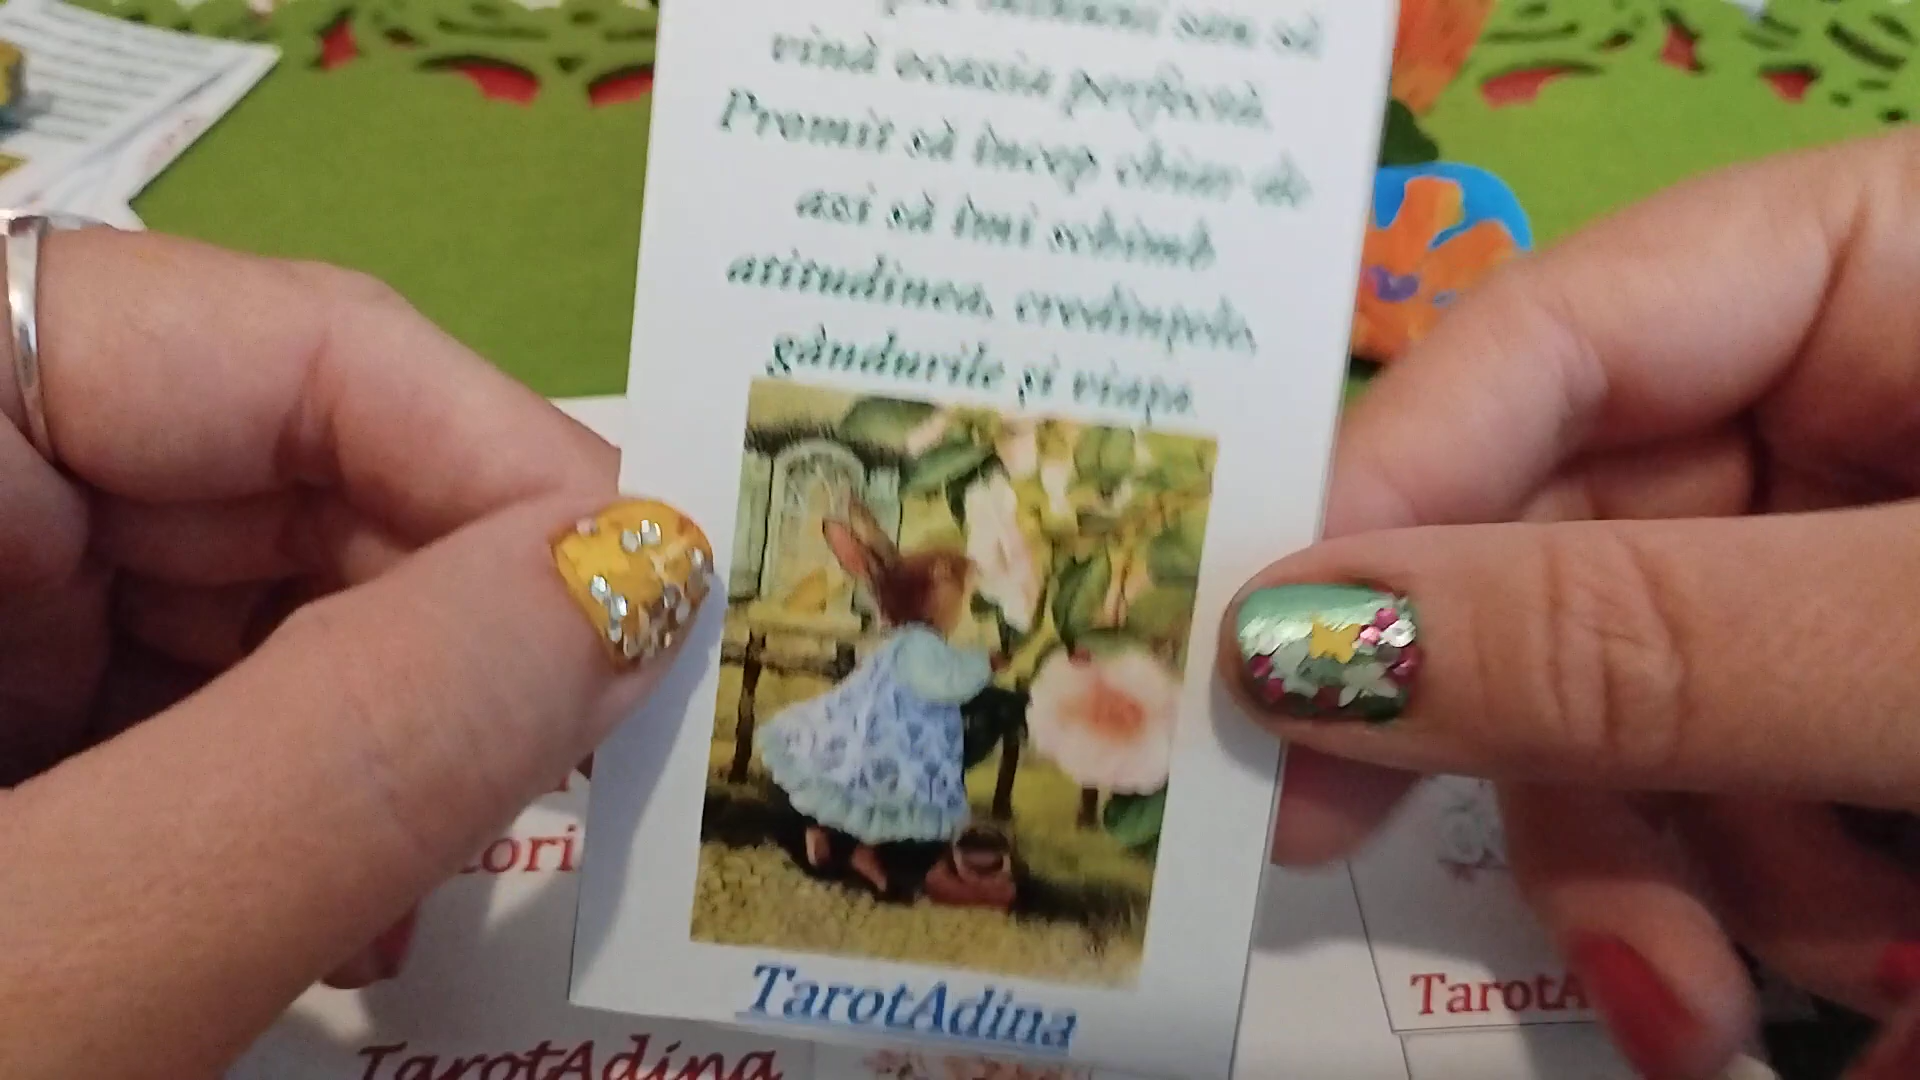 sau să
vină ocazia perfectă.
Promit să încep chiar de
azi să îmi schimb
atitudinea, credințele,
gândurile și viața
TarotAdina
tori
TarotA
TarotAdina